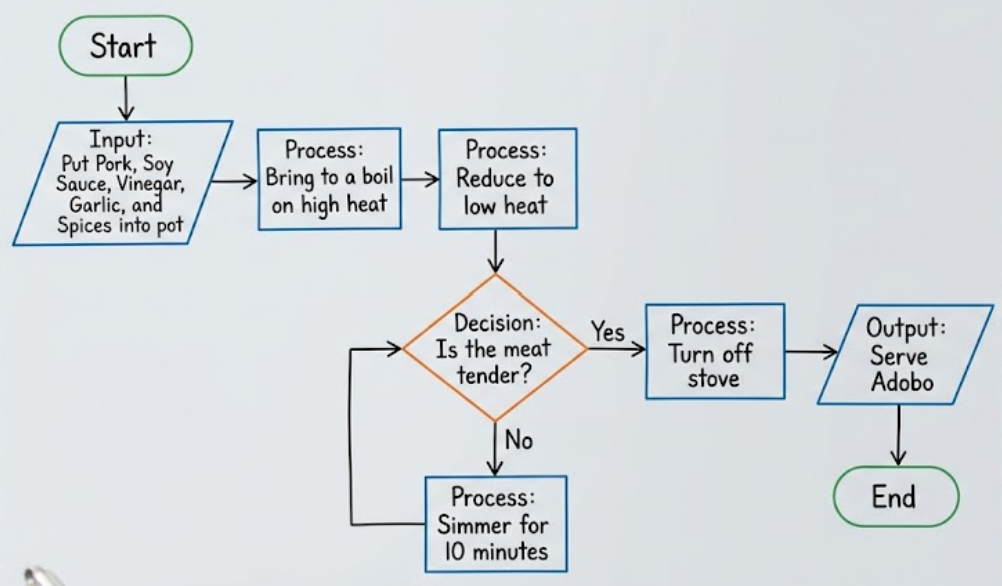 Start
Input:
Put Pork, Soy
Sauce, Vinegar,
Garlic, and
Spices into pot
Process:
Bring to a boil
on high heat
Process:
Reduce to
low heat
Decision:
Is the meat
tender?
Yes
Process:
Turn off
stove
Output:
Serve
Adobo
No
Process:
Simmer for
10 minutes
End